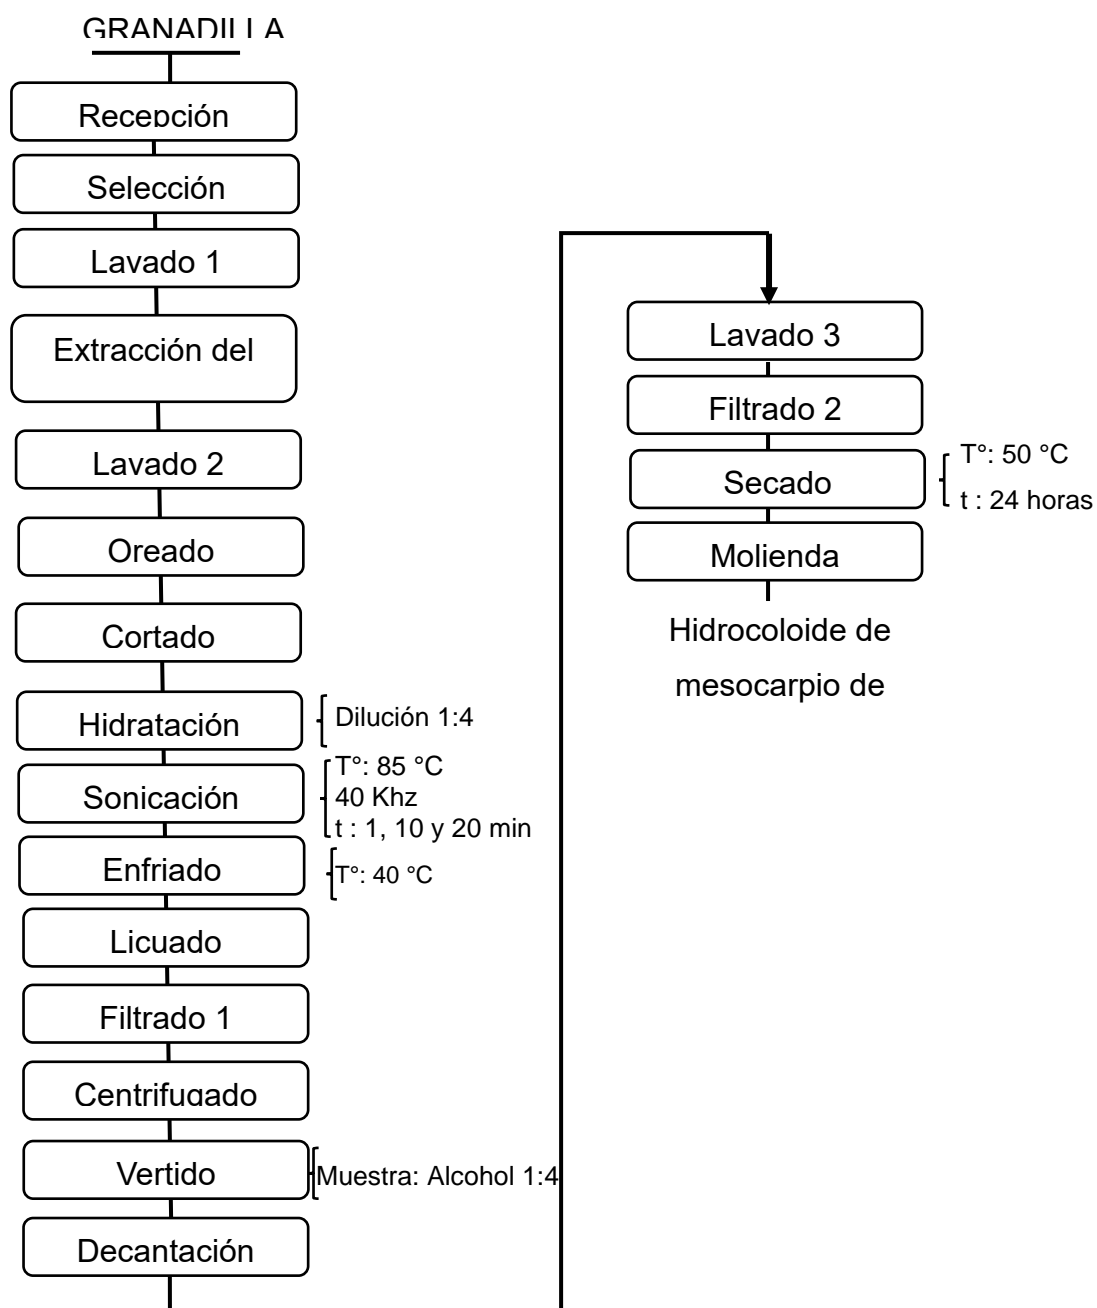 GRANADILLA
Recepción
Selección
Lavado 1
Extracción del
Lavado 2
Oreado
Cortado
Hidratación
Dilución 1:4
Sonicación
T°: 85 °C
40 Khz
t : 1, 10 y 20 min
Enfriado
T°: 40 °C
Licuado
Filtrado 1
Centrifugado
Vertido
Muestra: Alcohol 1:4
Decantación
Lavado 3
Filtrado 2
Secado
T°: 50 °C
t : 24 horas
Molienda
Hidrocoloide de
mesocarpio de